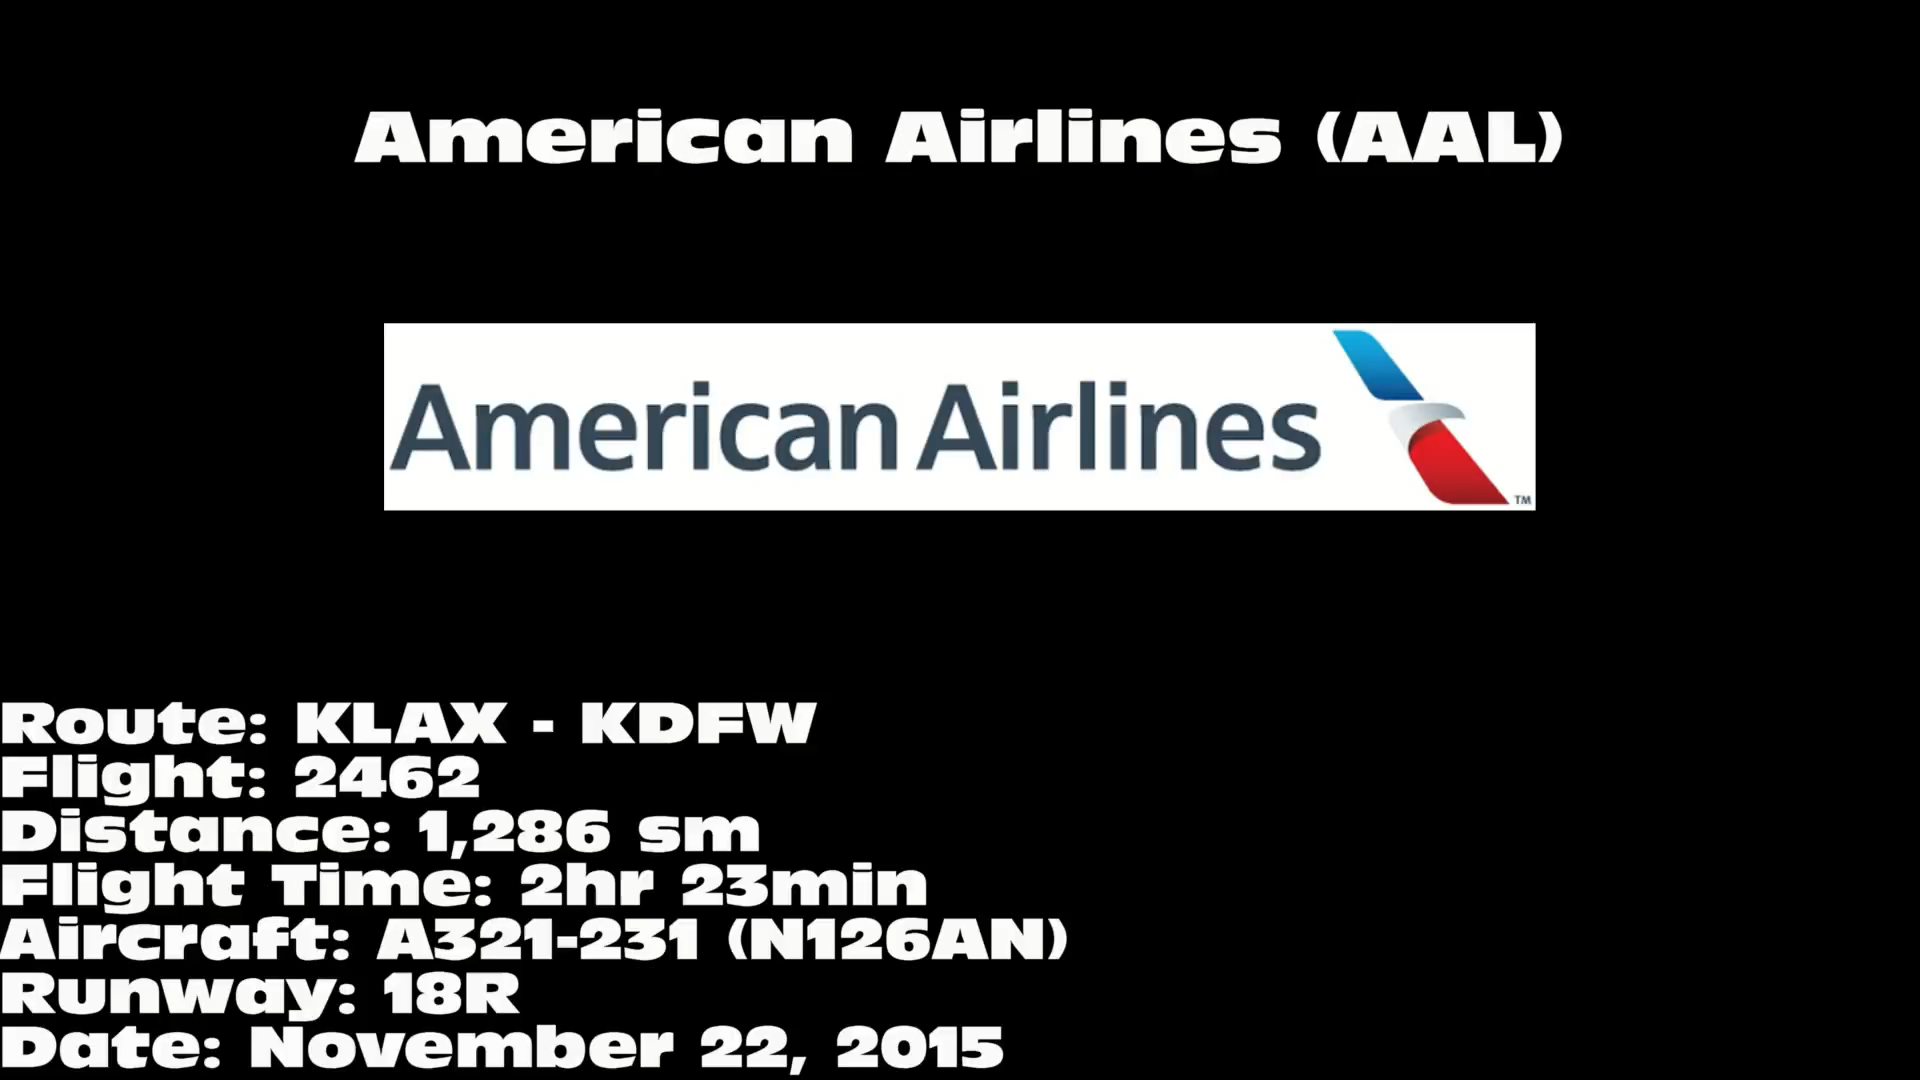 American Airlines (AAL)
American Airlines
TM
Route: KLAX - KDFW
Flight: 2462
Distance: 1,286 sm
Flight Time: 2hr 23min
Aircraft: A321-231 (N126AN)
Runway: 18R
Date: November 22, 2015